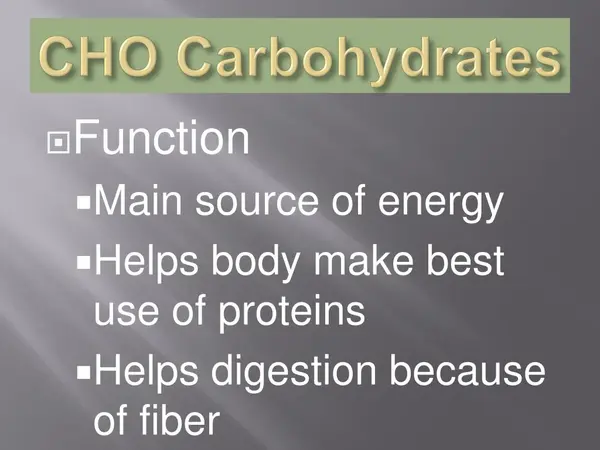 CHO Carbohydrates
Function
Main source of energy
Helps body make best
use of proteins
Helps digestion because
of fiber